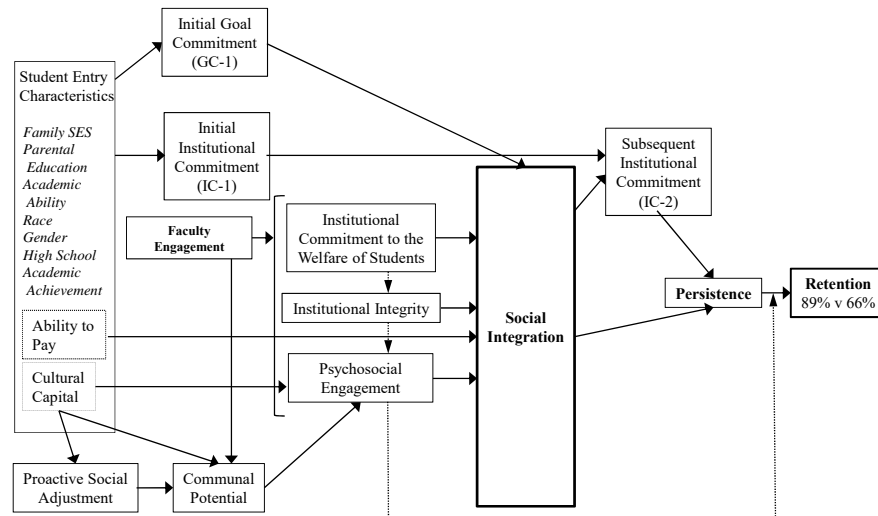 Initial Goal
Commitment
(GC-1)
Student Entry
Characteristics
Family SES
Parental
Education
Academic
Ability
Race
Gender
High School
Academic
Achievement
Ability to
Pay
Cultural
Capital
Initial
Institutional
Commitment
(IC-1)
Subsequent
Institutional
Commitment
(IC-2)
Faculty
Engagement
Institutional
Commitment to the
Welfare of Students
Institutional Integrity
Psychosocial
Engagement
Social
Integration
Persistence
Retention
89% v 66%
Proactive Social
Adjustment
Communal
Potential